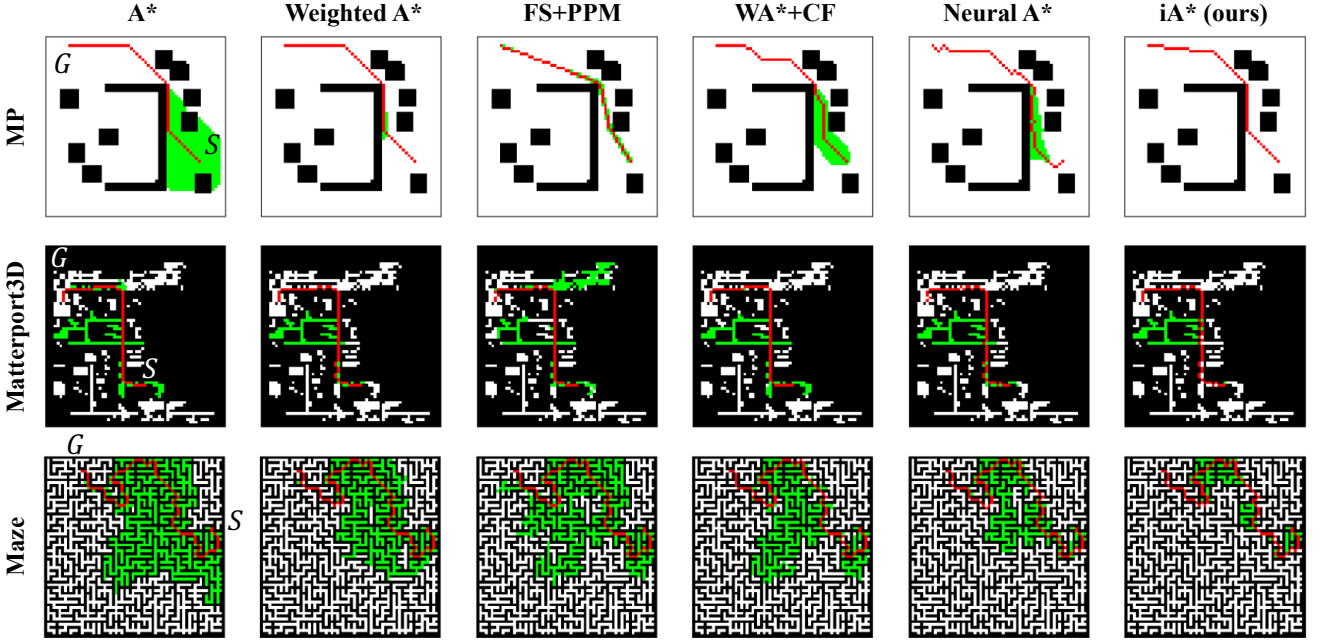 A* Weighted A* FS+PPM WA*+CF Neural A* iA* (ours)
MP
G
S
Matterport3D
G
S
Maze
G
S